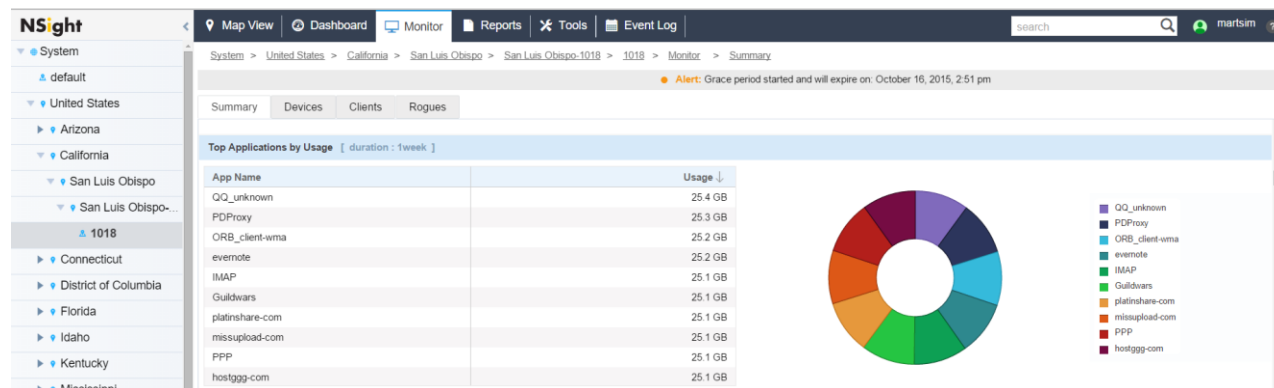 NSight
Map View Dashboard Monitor Reports Tools Event Log search martsim
System
default
United States
Arizona
California
San Luis Obispo
San Luis Obispo-...
1018
Connecticut
District of Columbia
Florida
Idaho
Kentucky
System > United States > California > San Luis Obispo > San Luis Obispo-1018 > 1018 > Monitor > Summary
Alert: Grace period started and will expire on: October 16, 2015, 2:51 pm
Summary Devices Clients Rogues
Top Applications by Usage [ duration : 1week ]
App Name Usage ↓
QQ_unknown 25.4 GB
PDProxy 25.3 GB
ORB_client-wma 25.2 GB
evernote 25.2 GB
IMAP 25.1 GB
Guildwars 25.1 GB
platinshare-com 25.1 GB
missupload-com 25.1 GB
PPP 25.1 GB
hostggg-com 25.1 GB
QQ_unknown
PDProxy
ORB_client-wma
evernote
IMAP
Guildwars
platinshare-com
missupload-com
PPP
hostggg-com